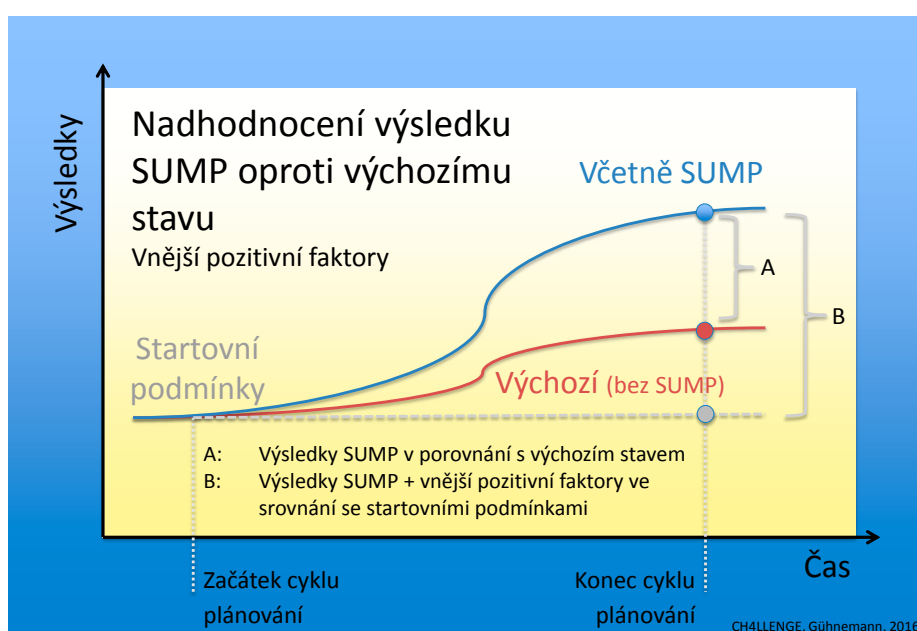 Výsledky
Nadhodnocení výsledku
SUMP oproti výchozímu
stavu
Vnější pozitivní faktory
Včetně SUMP
A
B
Startovní
podmínky
Výchozí (bez SUMP)
A: Výsledky SUMP v porovnání s výchozím stavem
B: Výsledky SUMP + vnější pozitivní faktory ve
srovnání se startovními podmínkami
Čas
Začátek cyklu
plánování
Konec cyklu
plánování
CH4LLENGE, Gühnemann, 2016